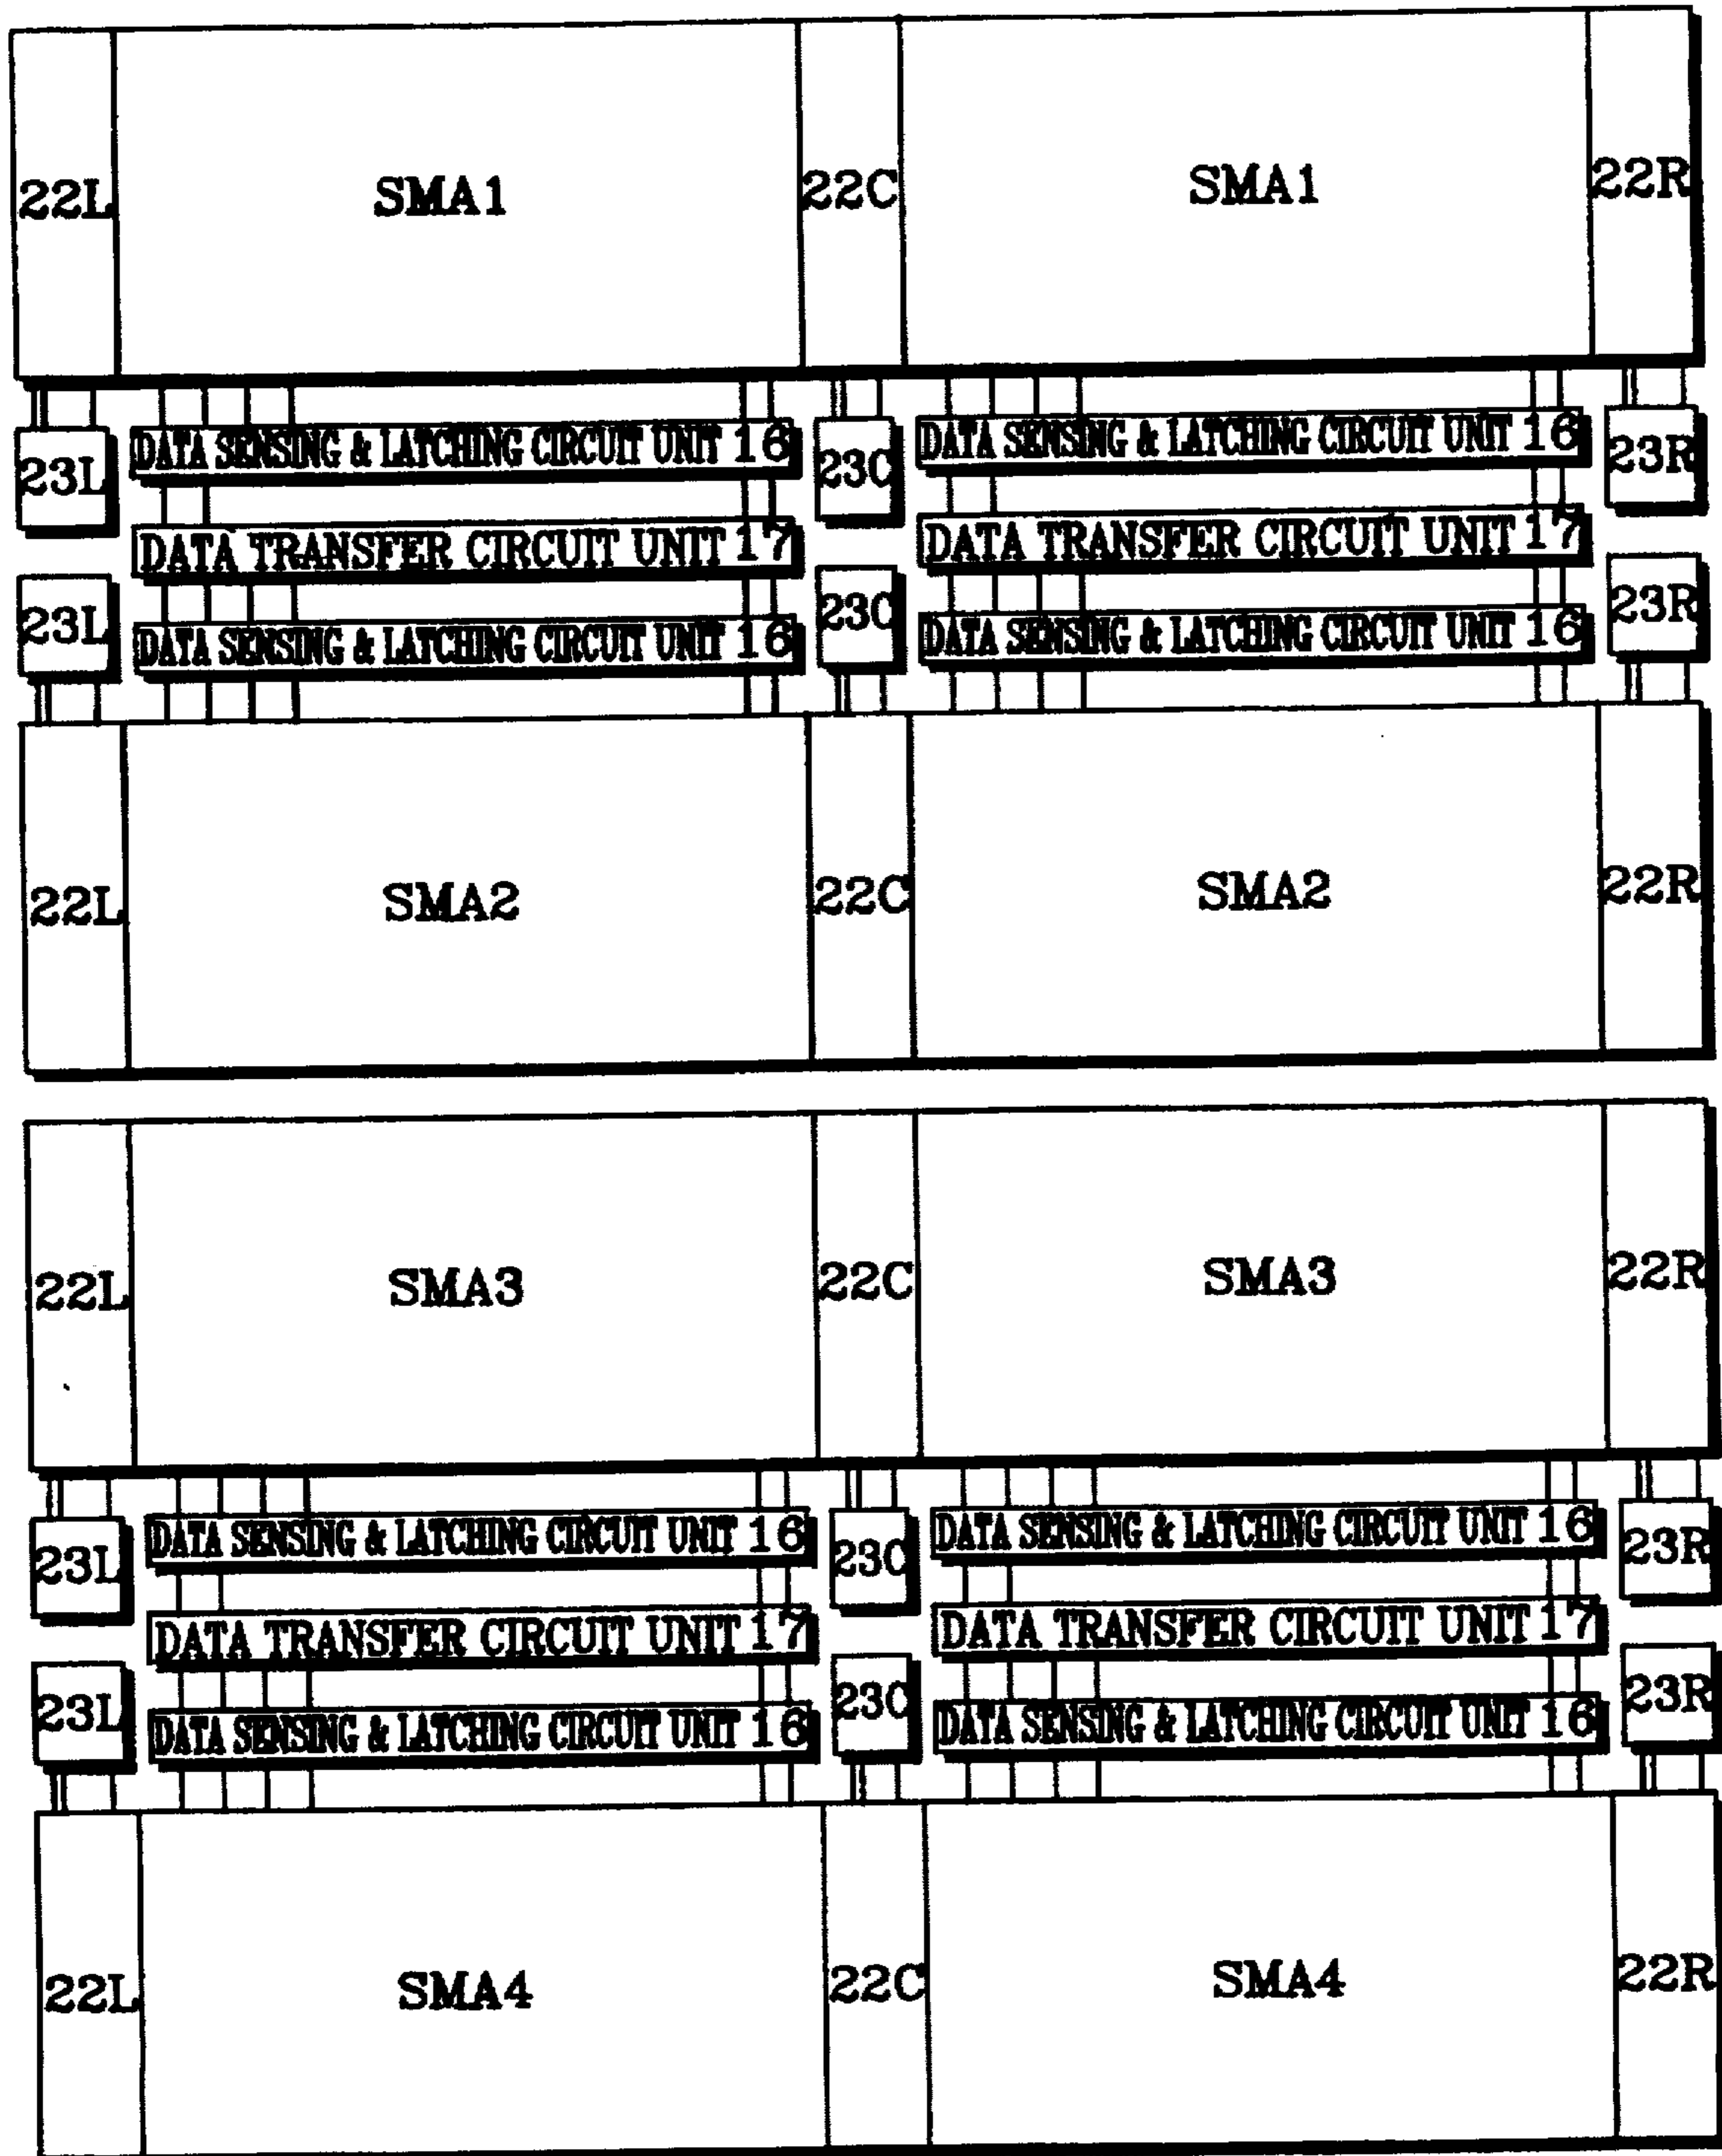 22L SMA1 22C SMA1 22R
DATA SENSING & LATCHING CIRCUIT UNIT 16 DATA SENSING & LATCHING CIRCUIT UNIT 16
23L 23C 23R
DATA TRANSFER CIRCUIT UNIT 17 DATA TRANSFER CIRCUIT UNIT 17
23L 23C 23R
DATA SENSING & LATCHING CIRCUIT UNIT 16 DATA SENSING & LATCHING CIRCUIT UNIT 16
22L SMA2 22C SMA2 22R
22L SMA3 22C SMA3 22R
DATA SENSING & LATCHING CIRCUIT UNIT 16 DATA SENSING & LATCHING CIRCUIT UNIT 16
23L 23C 23R
DATA TRANSFER CIRCUIT UNIT 17 DATA TRANSFER CIRCUIT UNIT 17
23L 23C 23R
DATA SENSING & LATCHING CIRCUIT UNIT 16 DATA SENSING & LATCHING CIRCUIT UNIT 16
22L SMA4 22C SMA4 22R